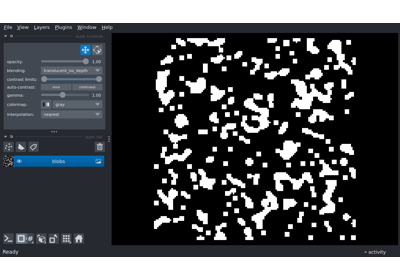 File View Layers Plugins Window Help
opacity: 1.00
blending: translucent_no_depth
contrast limits:
auto-contrast: once continuous
gamma: 1.00
colormap: gray
interpolation: nearest
blobs
Ready activity